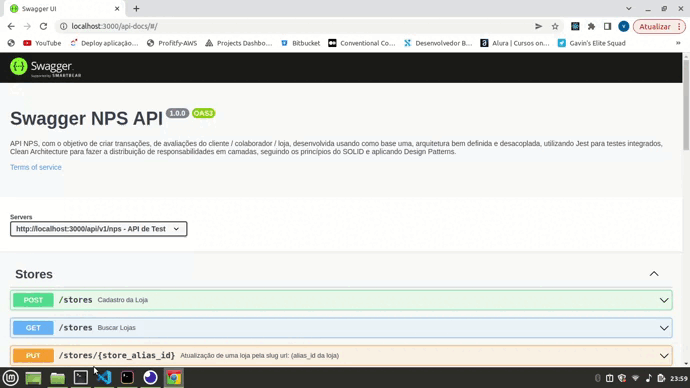 Swagger UI
localhost:3000/api-docs/#/
Atualizar
YouTube
Deploy aplicação...
Profitfy-AWS
Projects Dashbo...
Bitbucket
Conventional Co...
Desenvolvedor B...
Alura | Cursos on...
Gavin's Elite Squad
Swagger
Supported by SMARTBEAR
Swagger NPS API 1.0.0 OAS3
API NPS, com o objetivo de criar transações, de avaliações do cliente / colaborador / loja, desenvolvida usando como base uma, arquitetura bem definida e desacoplada, utilizando Jest para testes integrados,
Clean Architecture para fazer a distribuição de responsabilidades em camadas, seguindo os princípios do SOLID e aplicando Design Patterns.
Terms of service
Servers
http://localhost:3000/api/v1/nps - API de Test
Stores
POST /stores Cadastro da Loja
GET /stores Buscar Lojas
PUT /stores/{store_alias_id} Atualização de uma loja pela slug url: (alias_id da loja)
23:59